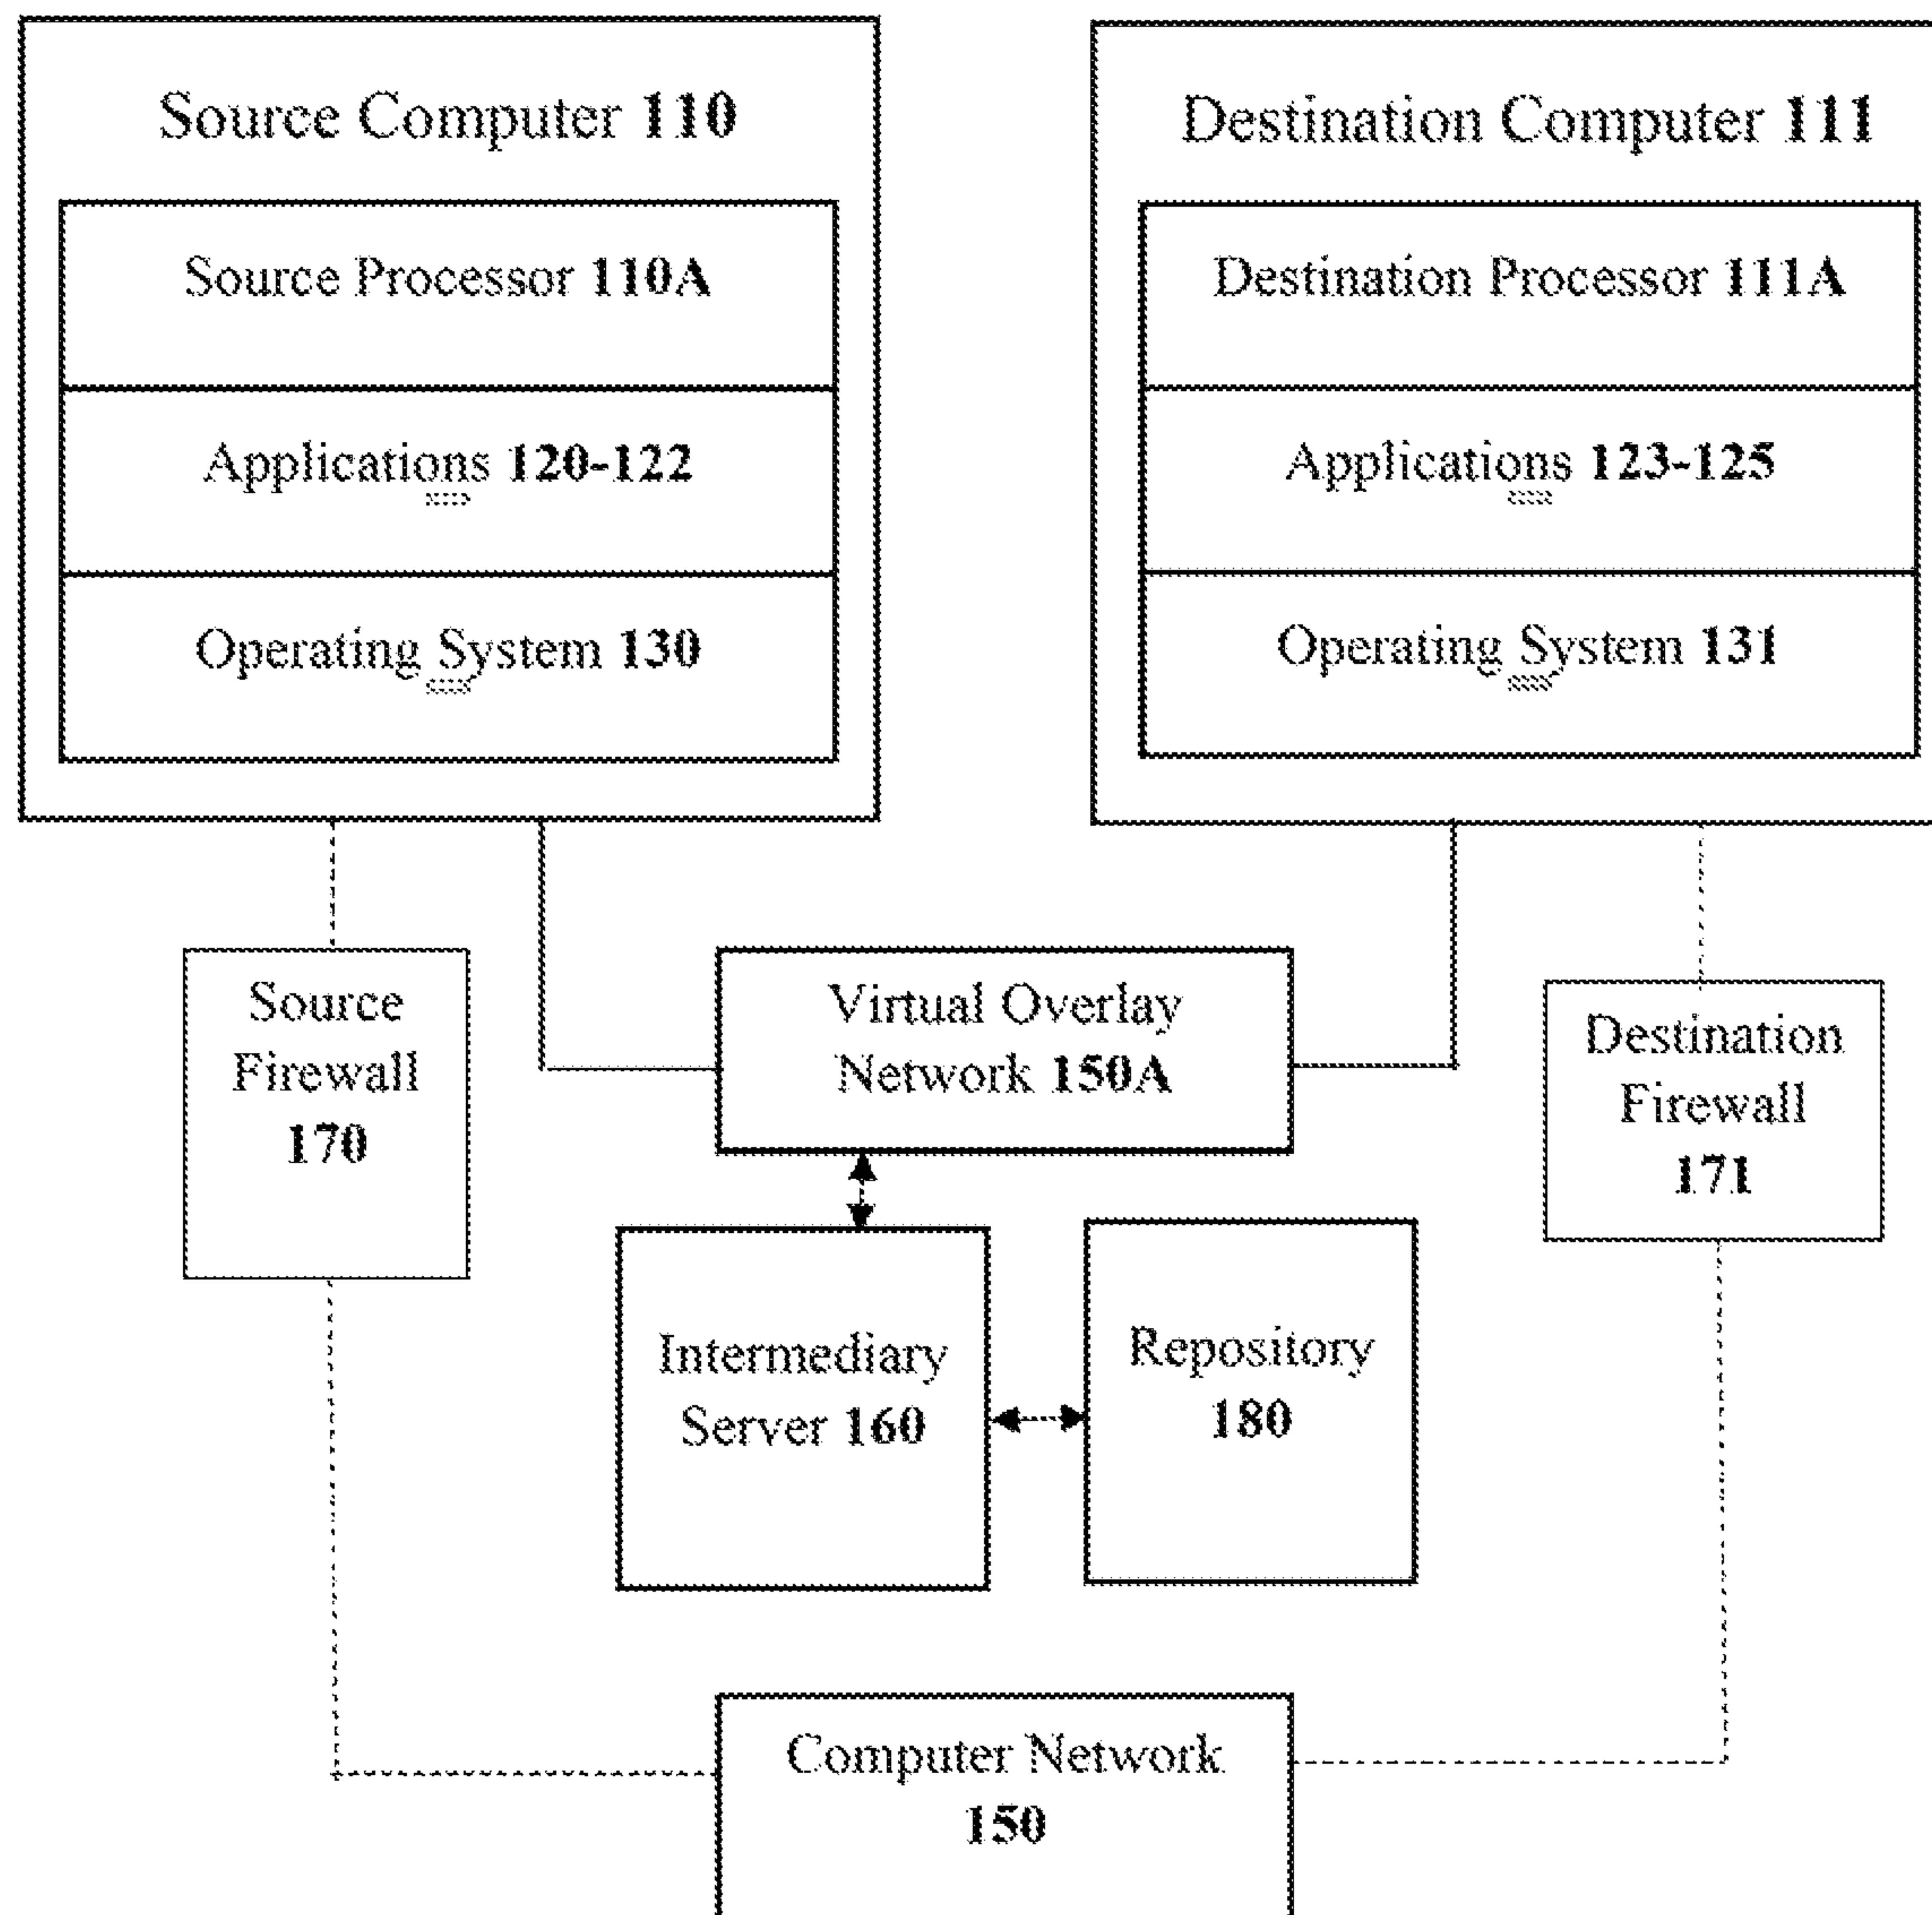 Source Computer 110
Source Processor 110A
Applications 120-122
Operating System 130
Destination Computer 111
Destination Processor 111A
Applications 123-125
Operating System 131
Source
Firewall
170
Virtual Overlay
Network 150A
Destination
Firewall
171
Intermediary
Server 160
Repository
180
Computer Network
150